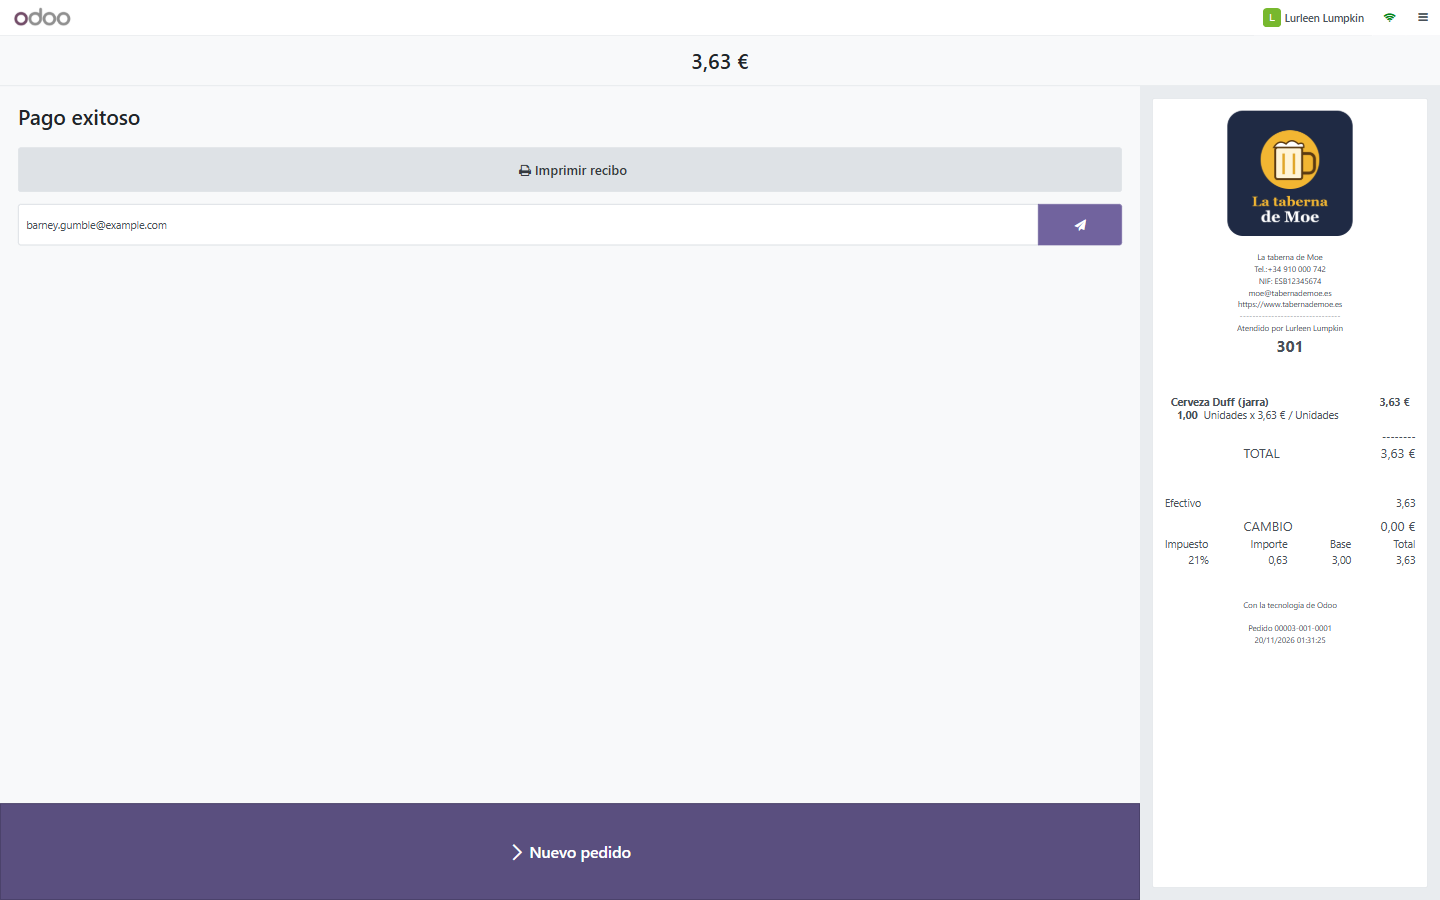 odoo
L Lurleen Lumpkin
3,63 €
Pago exitoso
Imprimir recibo
barney.gumble@example.com
Nuevo pedido
La taberna
de Moe
La taberna de Moe
Tel.:+34 910 000 742
NIF: ESB12345674
moe@tabernademoe.es
https://www.tabernademoe.es
--------------------------------
Atendido por Lurleen Lumpkin
301
Cerveza Duff (jarra) 3,63 €
1,00 Unidades x 3,63 € / Unidades
--------
TOTAL 3,63 €
Efectivo 3,63
CAMBIO 0,00 €
Impuesto Importe Base Total
21% 0,63 3,00 3,63
Con la tecnología de Odoo
Pedido 00003-001-0001
20/11/2026 01:31:25